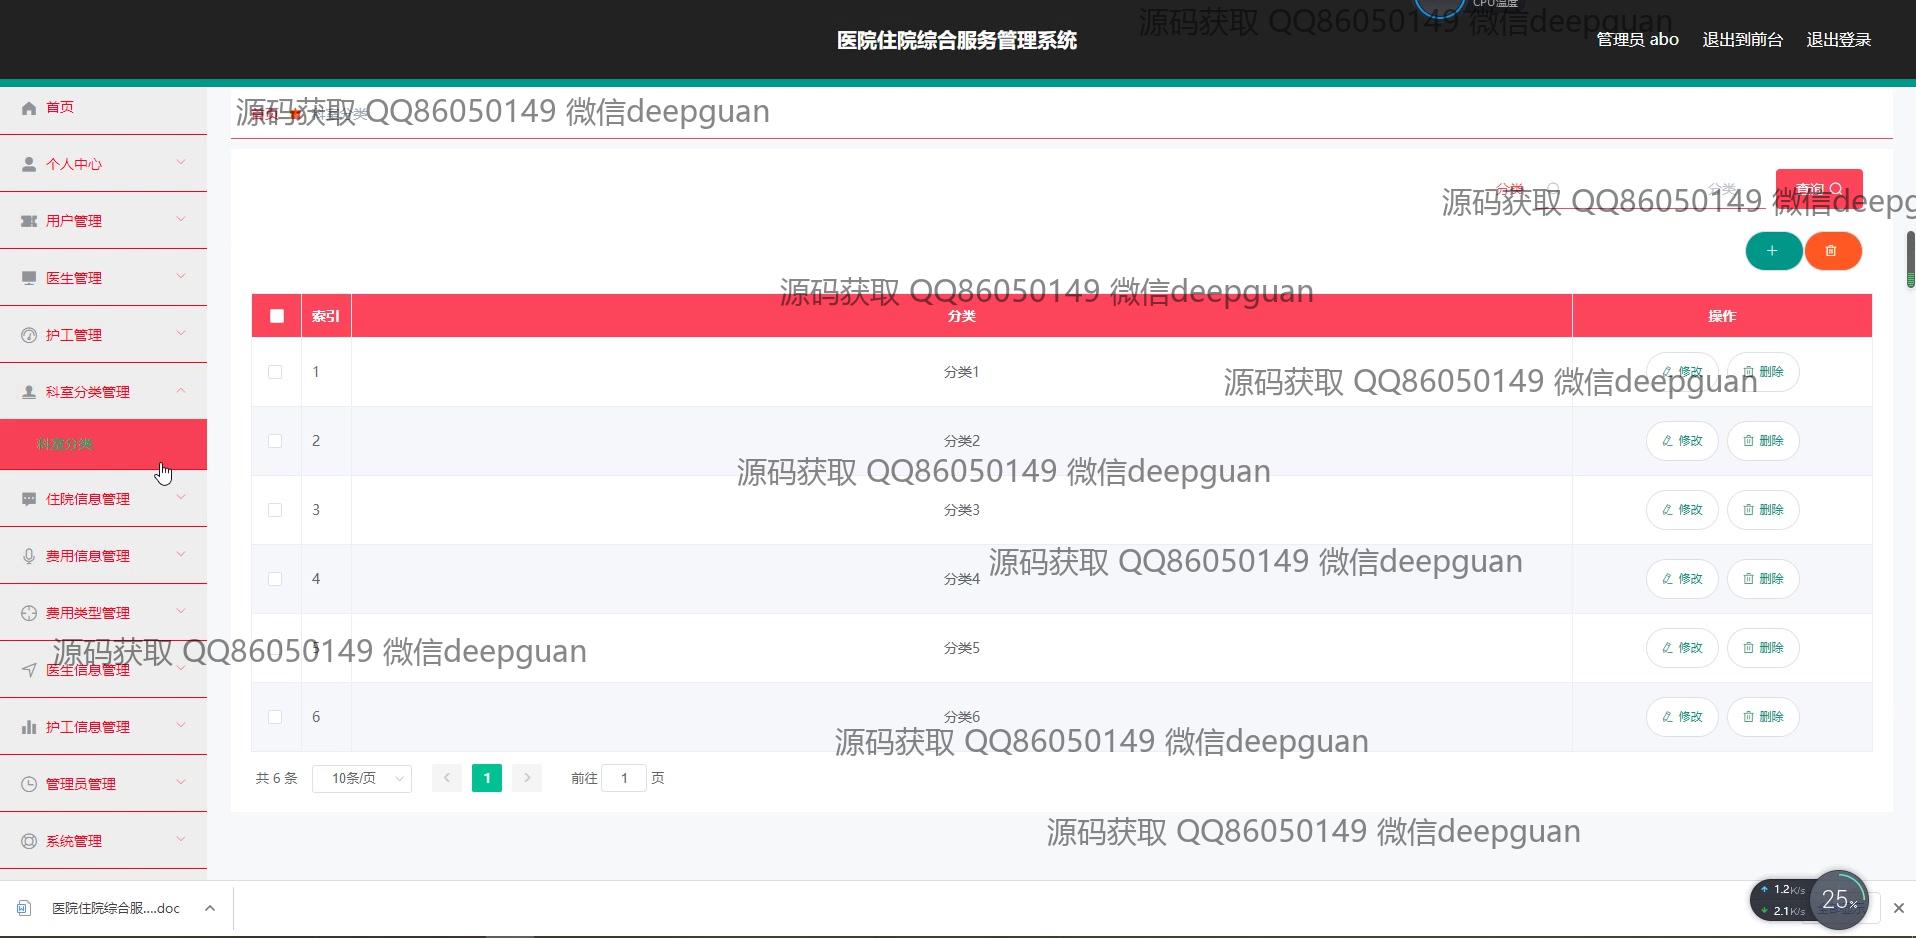 CPU温度
源码获取 QQ86050149 微信deepguan
医院住院综合服务管理系统
管理员 abo 退出到前台 退出登录
首页
源码获取 QQ86050149 微信deepguan
首页 科室分类
个人中心
分类 分类 查询
源码获取 QQ86050149 微信deepg
用户管理
医生管理
源码获取 QQ86050149 微信deepguan
索引 分类 操作
护工管理
1 分类1 修改 删除
源码获取 QQ86050149 微信deepguan
科室分类管理
科室分类
2 分类2 修改 删除
源码获取 QQ86050149 微信deepguan
住院信息管理
3 分类3 修改 删除
费用信息管理
源码获取 QQ86050149 微信deepguan
4 分类4 修改 删除
费用类型管理
源码获取 QQ86050149 微信deepguan
5 分类5 修改 删除
医生信息管理
护工信息管理
6 分类6 修改 删除
源码获取 QQ86050149 微信deepguan
管理员管理
共 6 条 10条/页 1 前往 1 页
系统管理
源码获取 QQ86050149 微信deepguan
医院住院综合服....doc
1.2K/s
2.1K/s
25%